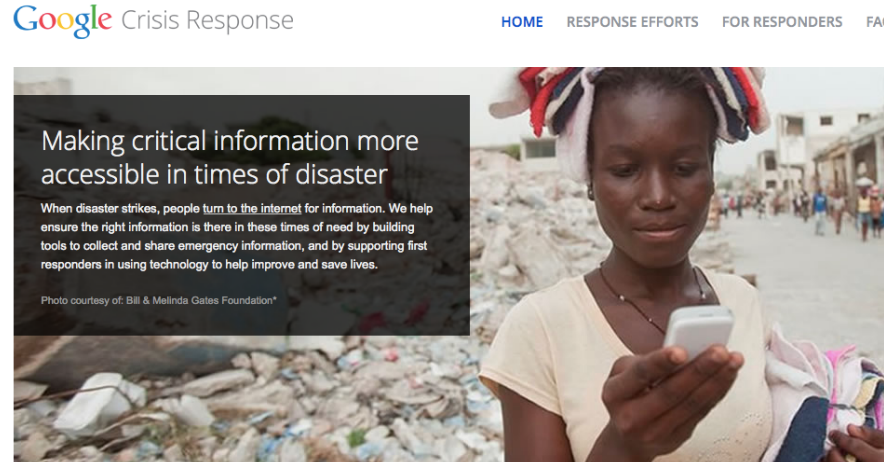 Google Crisis Response
HOME RESPONSE EFFORTS FOR RESPONDERS
Making critical information more
accessible in times of disaster
When disaster strikes, people turn to the internet for information. We help
ensure the right information is there in these times of need by building
tools to collect and share emergency information, and by supporting first
responders in using technology to help improve and save lives.
Photo courtesy of: Bill & Melinda Gates Foundation*